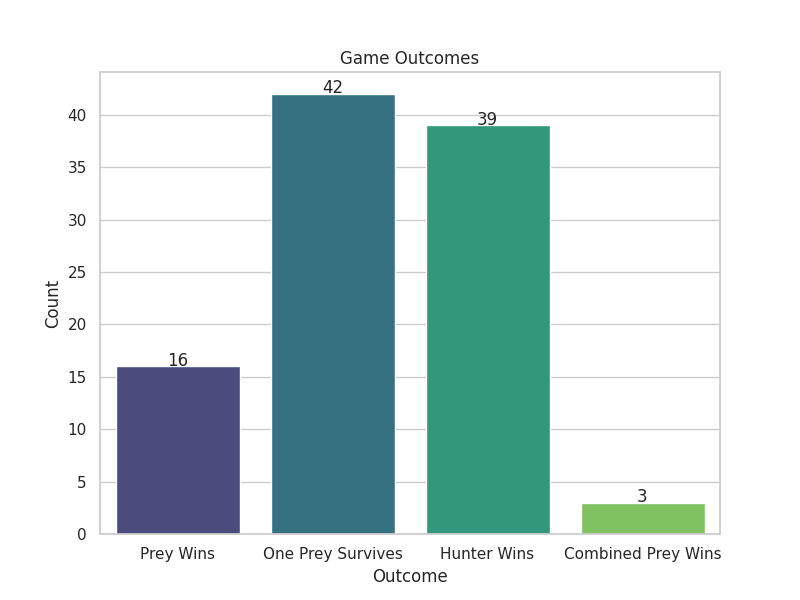 Game Outcomes
42
39
16
3
40
35
30
25
20
15
10
5
0
Count
Prey Wins
One Prey Survives
Hunter Wins
Combined Prey Wins
Outcome